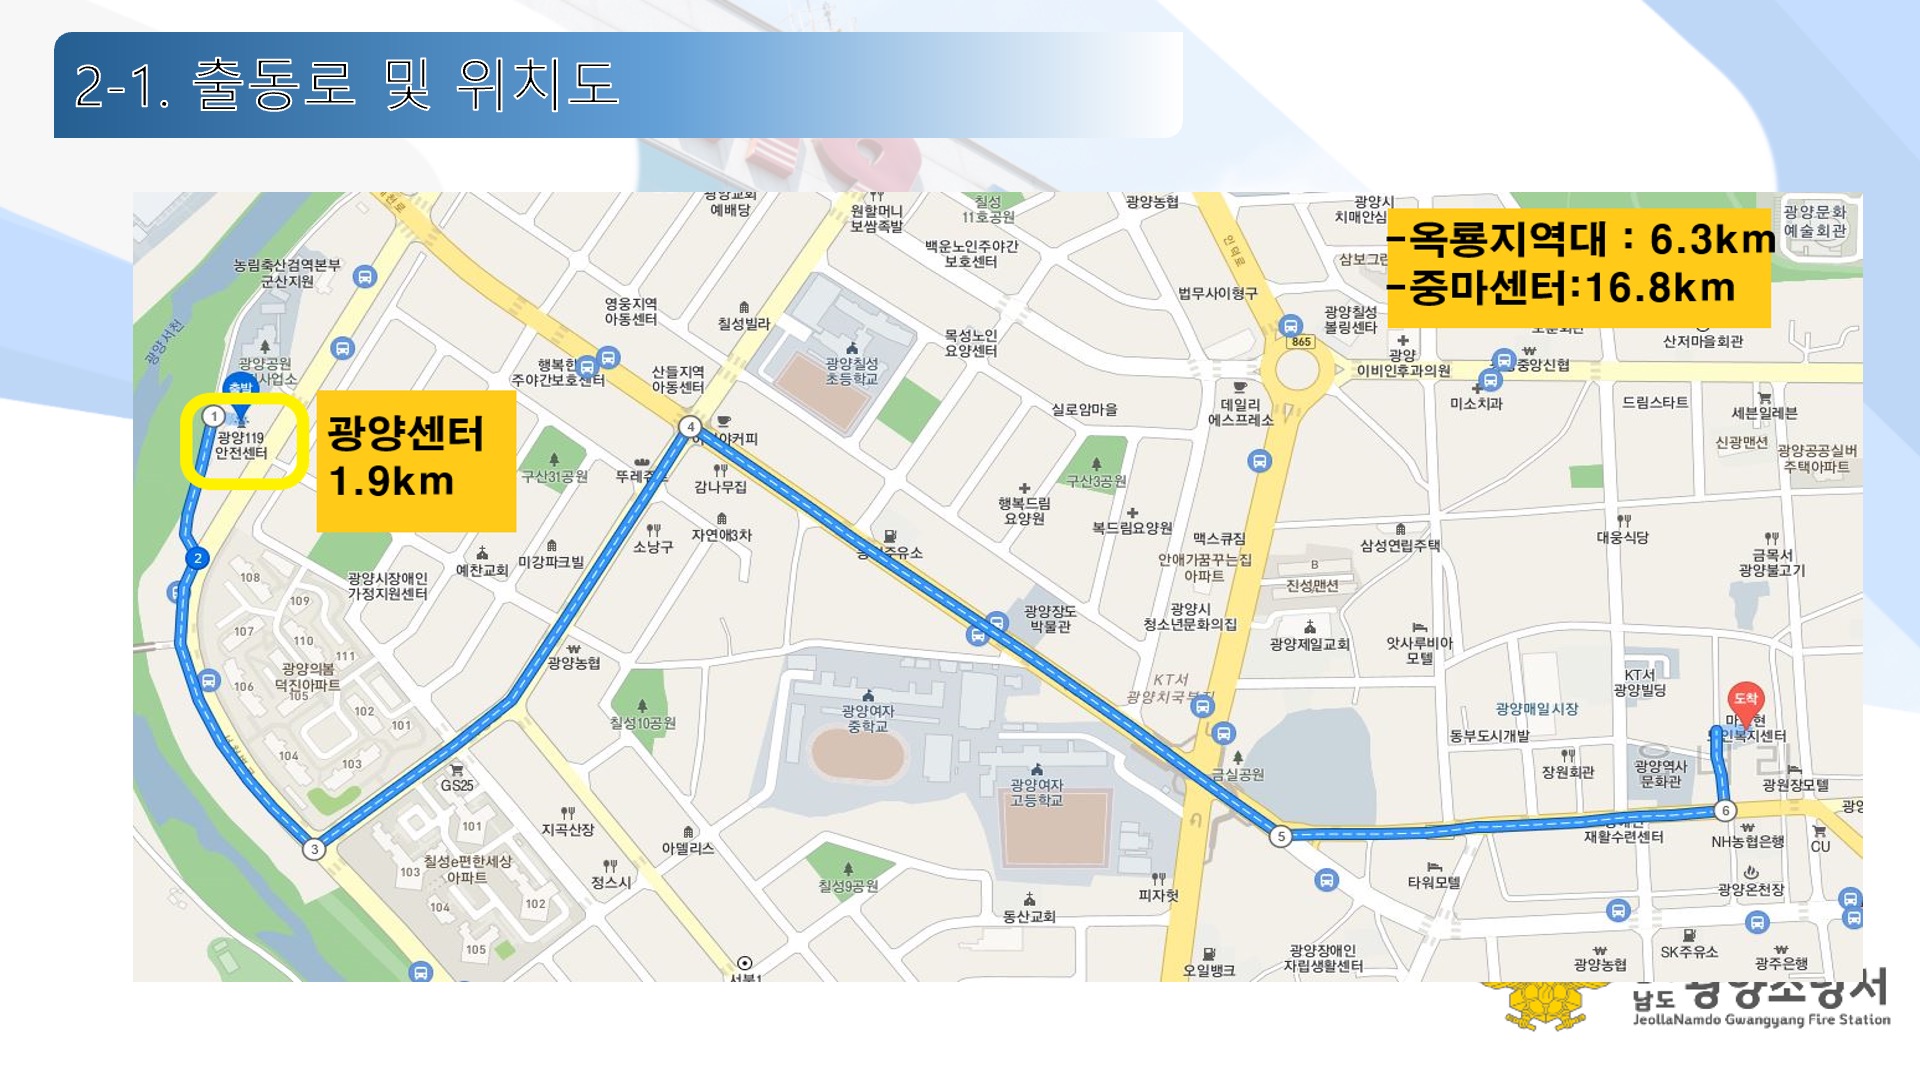 2-1. 출동로 및 위치도
-옥룡지역대 : 6.3km
-중마센터:16.8km
광양센터
1.9km
광양교회
예배당
원할머니
보쌈족발
칠성
11호공원
광양농협
광양시
치매안심
광양문화
예술회관
농림축산검역본부
군산지원
백운노인주야간
보호센터
인덕로
삼보그린
법무사이형구
영웅지역
아동센터
칠성빌라
목성노인
요양센터
광양칠성
볼링센타
865
산저마을회관
광양서천
광양공원
사업소
행복한
주야간보호센터
산들지역
아동센터
광양칠성
초등학교
광양
이비인후과의원
중앙신협
출발
1
광양119
안전센터
4
야커피
실로암마을
데일리
에스프레소
미소치과
드림스타트
세븐일레븐
신광맨션
광양공공실버
주택아파트
구산31공원
뚜레쥬
감나무집
구산3공원
행복드림
요양원
복드림요양원
자연애3차
소낭구
맥스큐짐
안애가꿈꾸는집
아파트
삼성연립주택
대웅식당
금목서
광양불고기
2
예찬교회
미강파크빌
주유소
광양시장애인
가정지원센터
B
진성맨션
108
109
107
110
111
106
105
102
101
104
103
광양의봄
덕진아파트
광양장도
박물관
광양시
청소년문화의집
광양제일교회
앗사루비아
모텔
광양농협
KT서
광양지국
KT서
광양빌딩
칠성10공원
광양여자
중학교
광양매일시장
도착
인복지센터
동부도시개발
GS25
광양여자
고등학교
금실공원
장원회관
광양역사
문화관
광원장모텔
3
101
지곡산장
아델리스
5
6
재활수련센터
NH농협은행
CU
칠성e편한세상
아파트
103
104
102
105
정스시
칠성9공원
피자헛
타워모텔
광양온천장
동산교회
오일뱅크
광양장애인
자립생활센터
광양농협
SK주유소
광주은행
남도 광양소방서
JeollaNamdo Gwangyang Fire Station